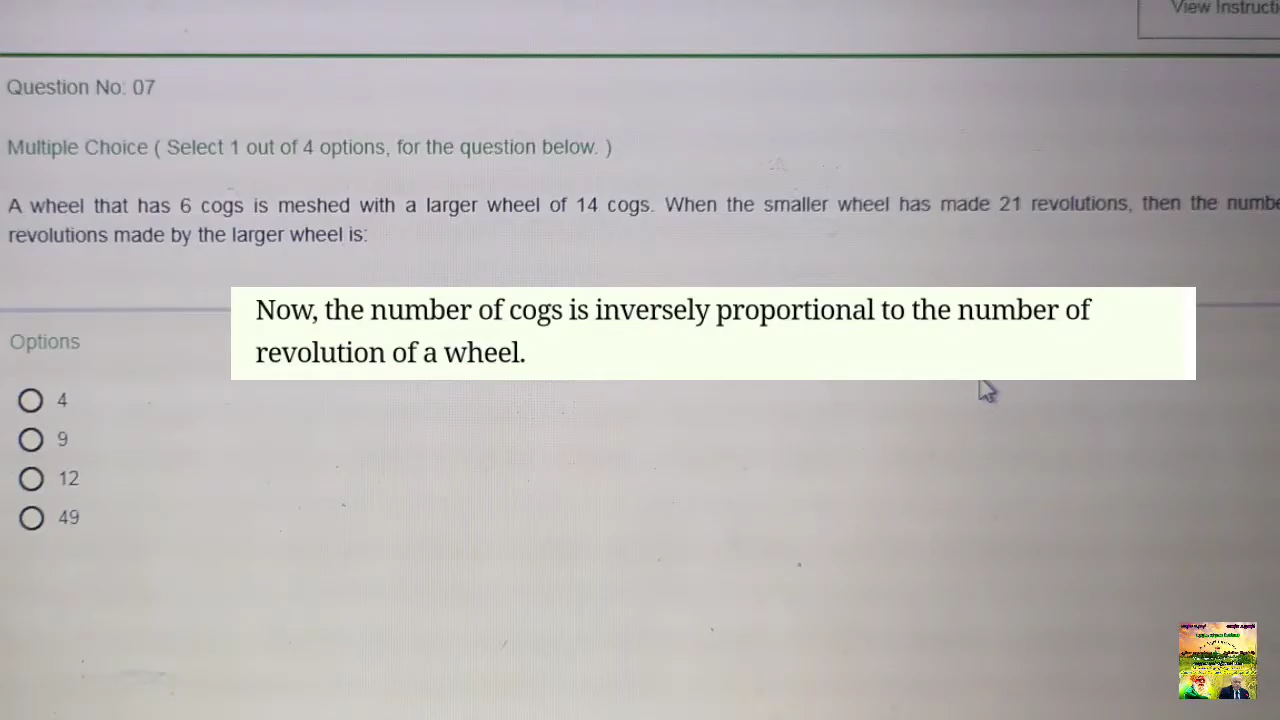 View Instructi
Question No: 07
Multiple Choice ( Select 1 out of 4 options, for the question below. )
A wheel that has 6 cogs is meshed with a larger wheel of 14 cogs. When the smaller wheel has made 21 revolutions, then the numbe
revolutions made by the larger wheel is:
Now, the number of cogs is inversely proportional to the number of
revolution of a wheel.
Options
4
9
12
49